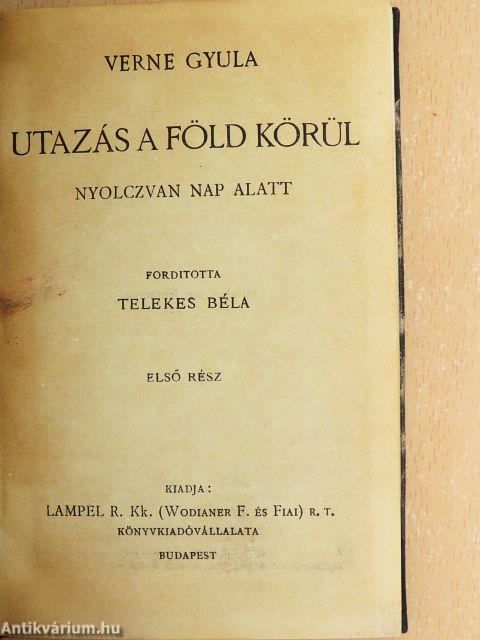 VERNE GYULA
UTAZÁS A FÖLD KÖRÜL
NYOLCZVAN NAP ALATT
FORDITOTTA
TELEKES BÉLA
ELSŐ RÉSZ
KIADJA:
LAMPEL R. Kk. (WODIANER F. ÉS FIAI) R. T.
KÖNYVKIADÓVÁLLALATA
BUDAPEST
Antikvárium.hu